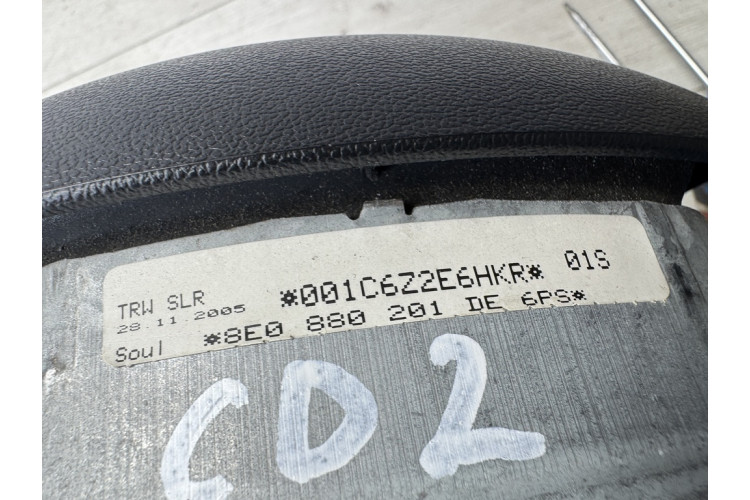 TRW SLR *001C6Z2E6HKR* 01S
28.11.2005
Soul *8E0 880 201 DE 6PS*
CD2